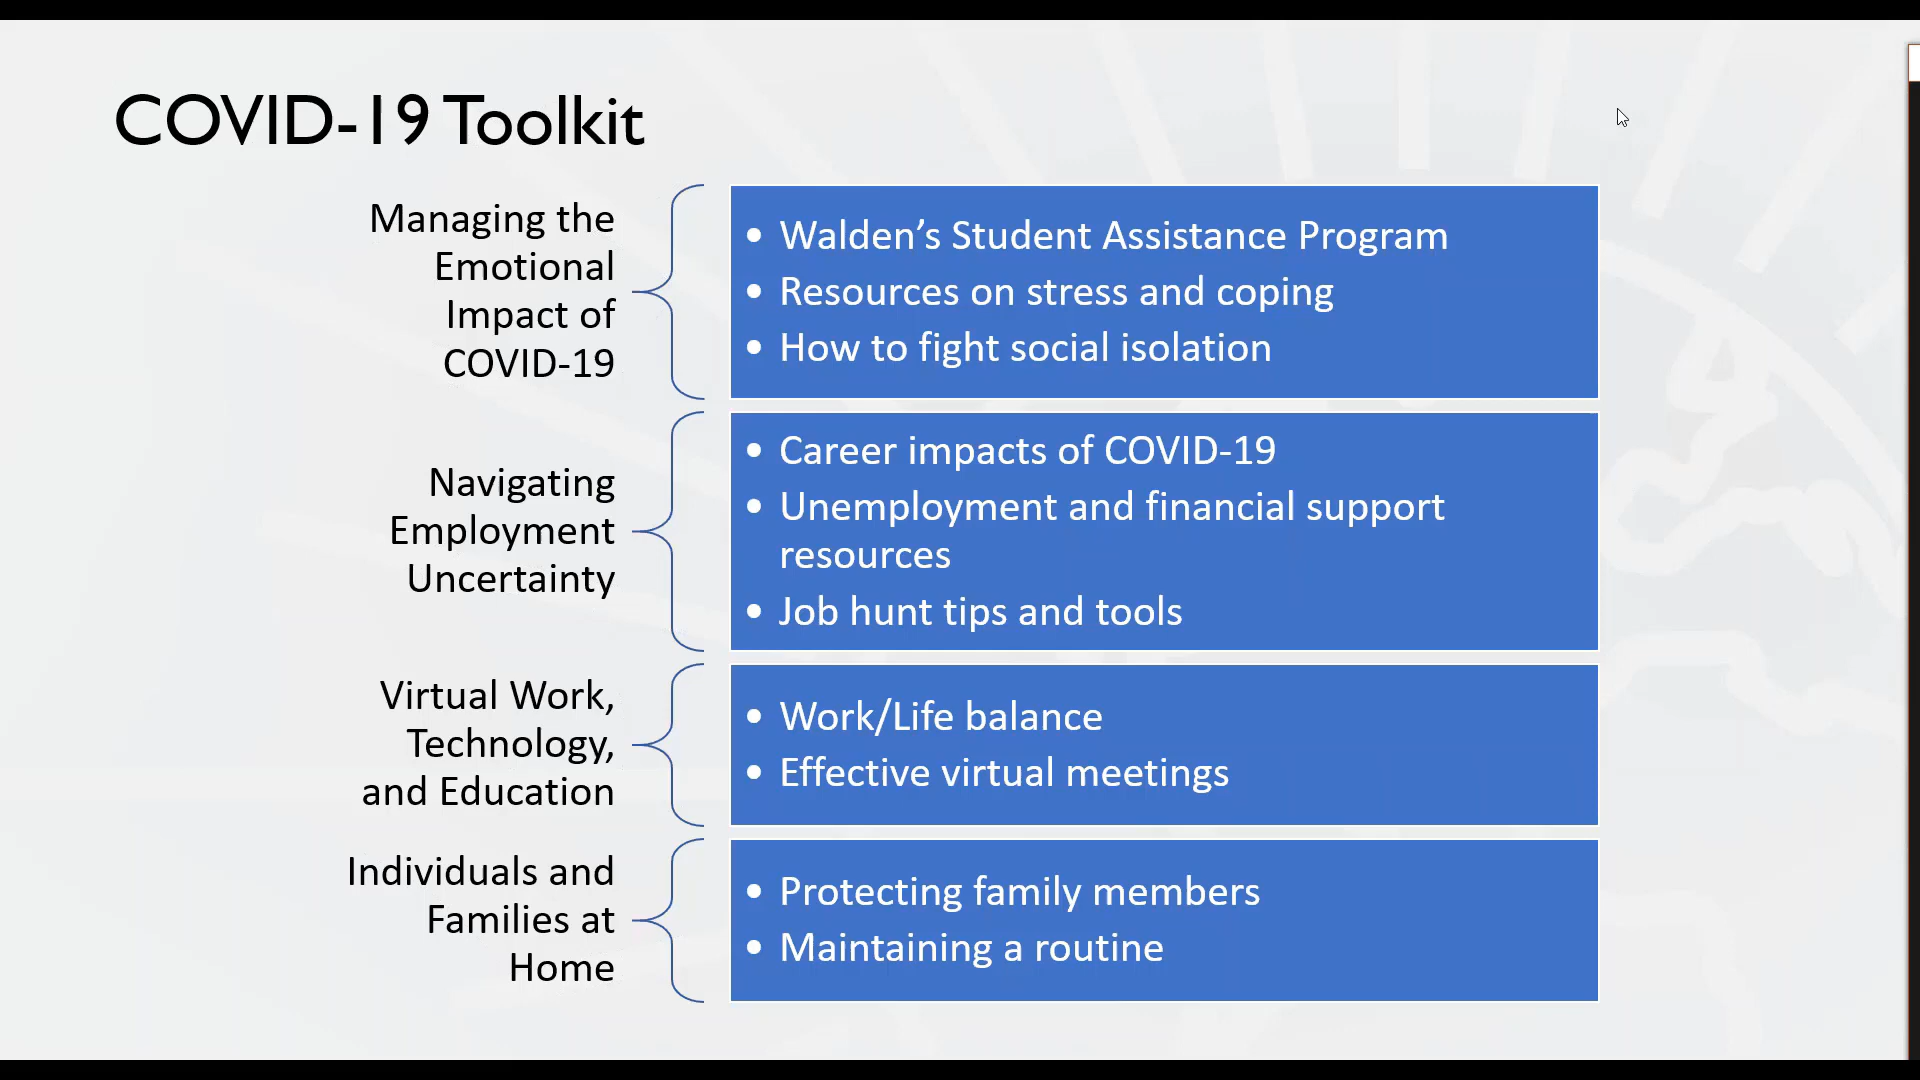 COVID-19 Toolkit
Managing the
Emotional
Impact of
COVID-19
• Walden’s Student Assistance Program
• Resources on stress and coping
• How to fight social isolation
Navigating
Employment
Uncertainty
• Career impacts of COVID-19
• Unemployment and financial support
resources
• Job hunt tips and tools
Virtual Work,
Technology,
and Education
• Work/Life balance
• Effective virtual meetings
Individuals and
Families at
Home
• Protecting family members
• Maintaining a routine